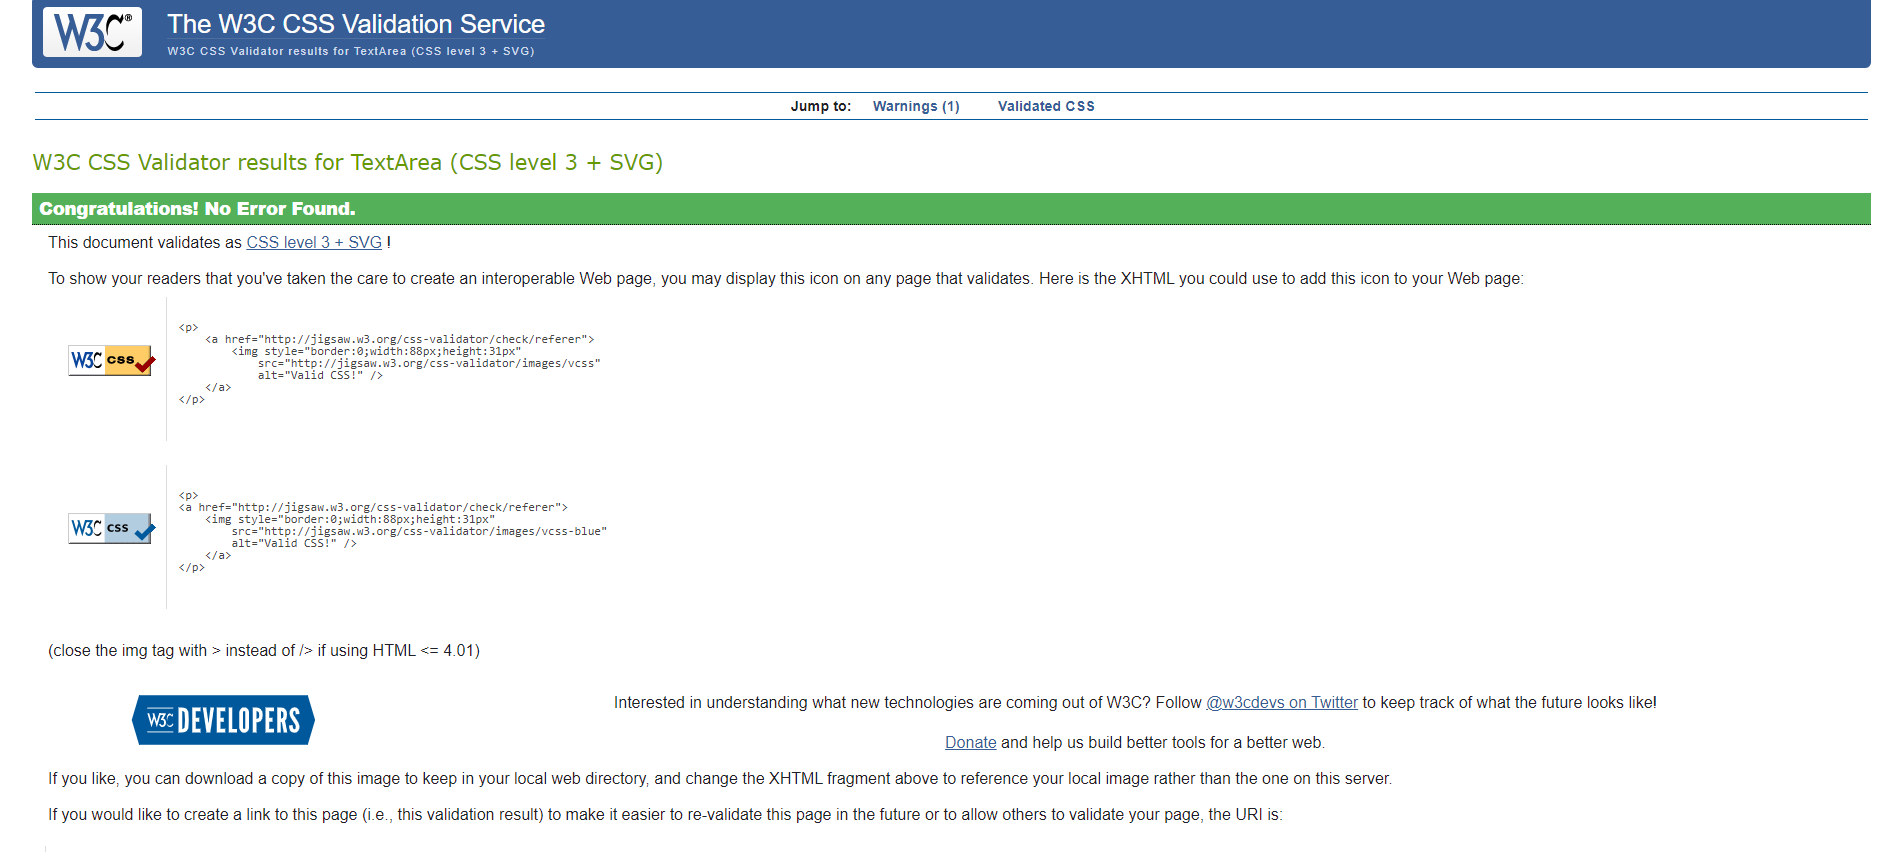 W3C®
The W3C CSS Validation Service
W3C CSS Validator results for TextArea (CSS level 3 + SVG)
Jump to: Warnings (1) Validated CSS
W3C CSS Validator results for TextArea (CSS level 3 + SVG)
Congratulations! No Error Found.
This document validates as CSS level 3 + SVG !
To show your readers that you've taken the care to create an interoperable Web page, you may display this icon on any page that validates. Here is the XHTML you could use to add this icon to your Web page:
W3C css
<p>
<a href="http://jigsaw.w3.org/css-validator/check/referer">
<img style="border:0;width:88px;height:31px"
src="http://jigsaw.w3.org/css-validator/images/vcss"
alt="Valid CSS!" />
</a>
</p>
W3C css
<p>
<a href="http://jigsaw.w3.org/css-validator/check/referer">
<img style="border:0;width:88px;height:31px"
src="http://jigsaw.w3.org/css-validator/images/vcss-blue"
alt="Valid CSS!" />
</a>
</p>
(close the img tag with > instead of /> if using HTML <= 4.01)
W3C DEVELOPERS
Interested in understanding what new technologies are coming out of W3C? Follow @w3cdevs on Twitter to keep track of what the future looks like!
Donate and help us build better tools for a better web.
If you like, you can download a copy of this image to keep in your local web directory, and change the XHTML fragment above to reference your local image rather than the one on this server.
If you would like to create a link to this page (i.e., this validation result) to make it easier to re-validate this page in the future or to allow others to validate your page, the URI is: